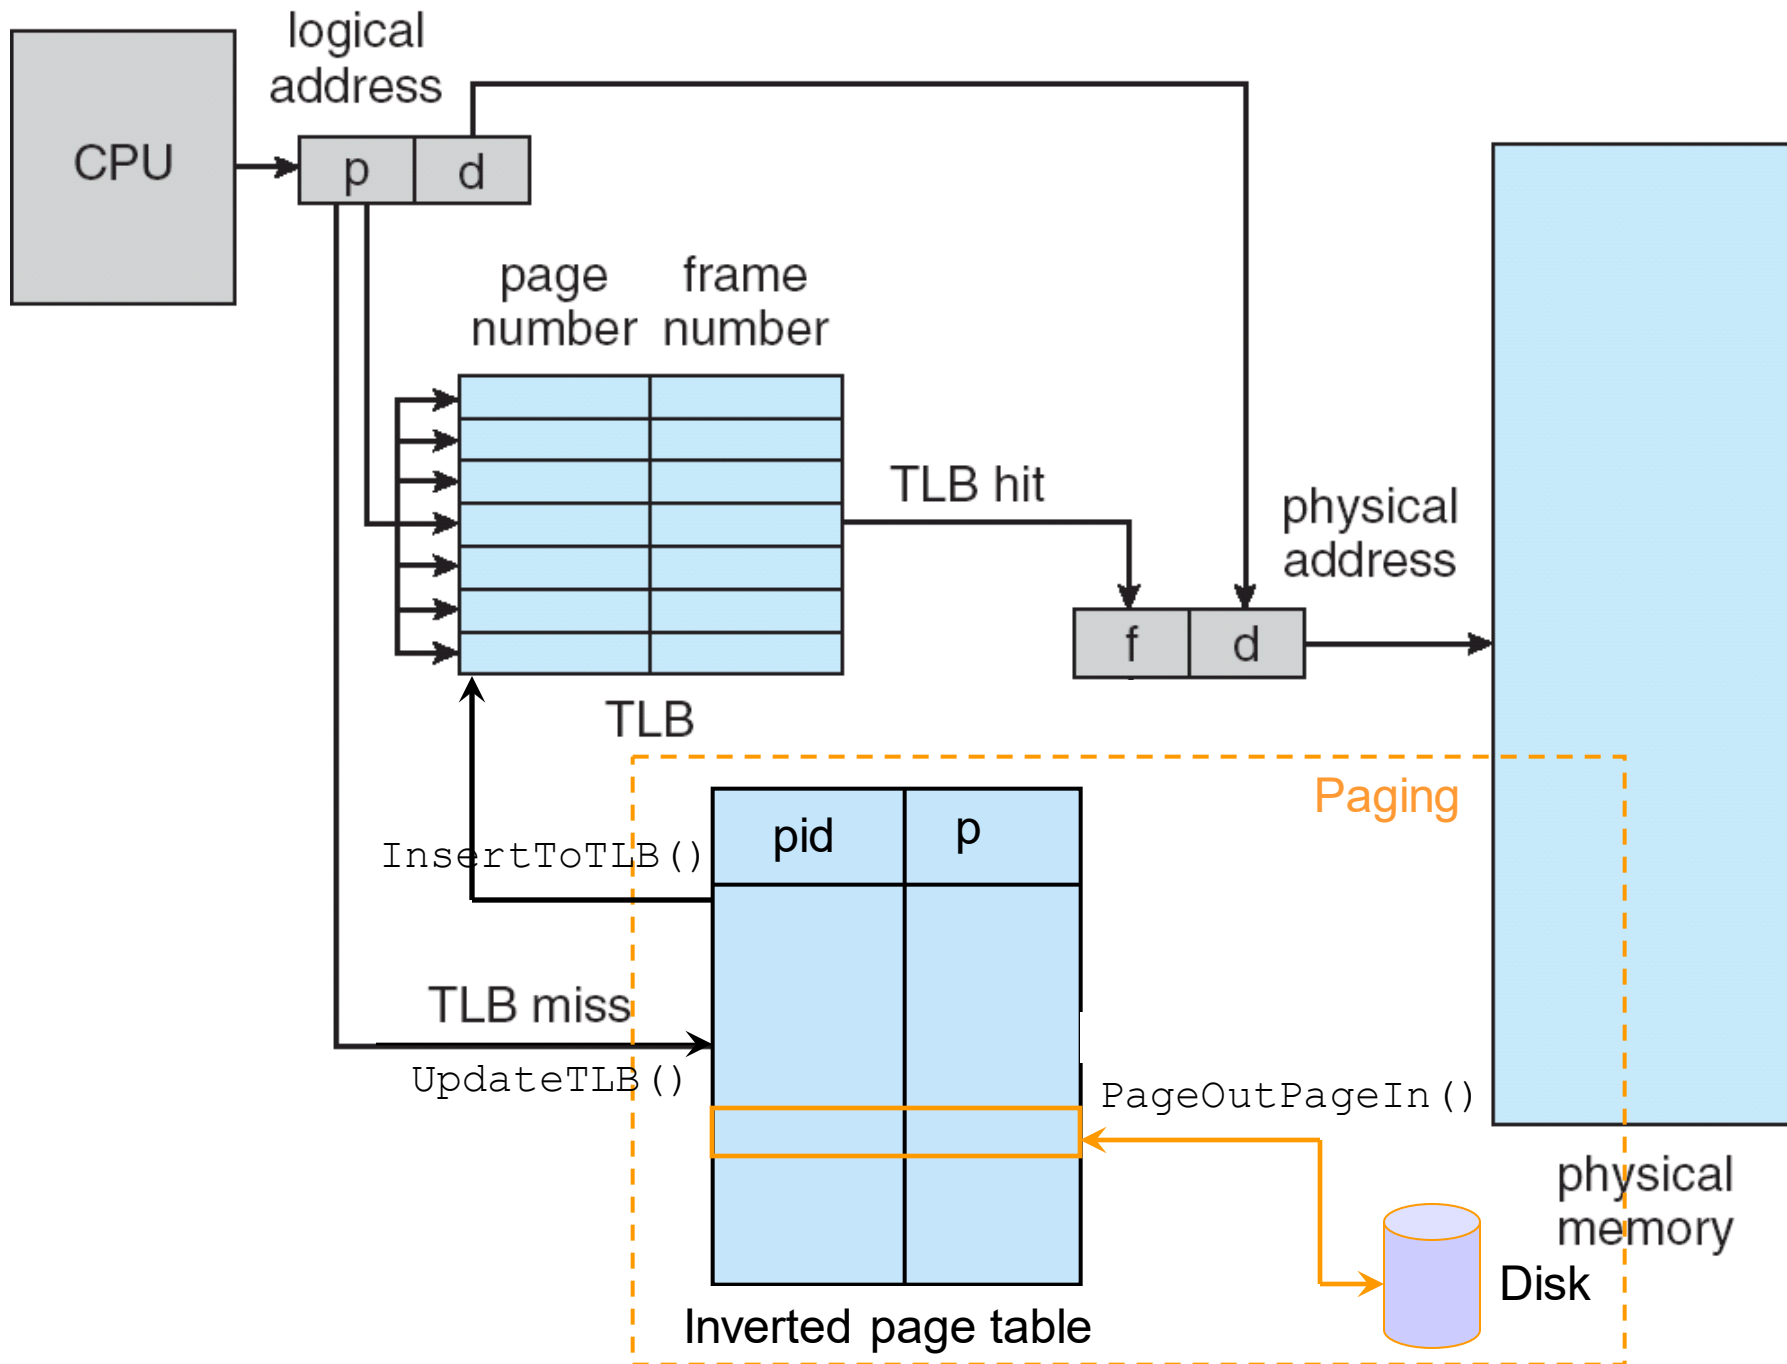 logical
address
CPU
p
d
page
number
frame
number
TLB hit
physical
address
f
d
TLB
Paging
pid
p
InsertToTLB()
TLB miss
UpdateTLB()
PageOutPageIn()
physical
memory
Disk
Inverted page table